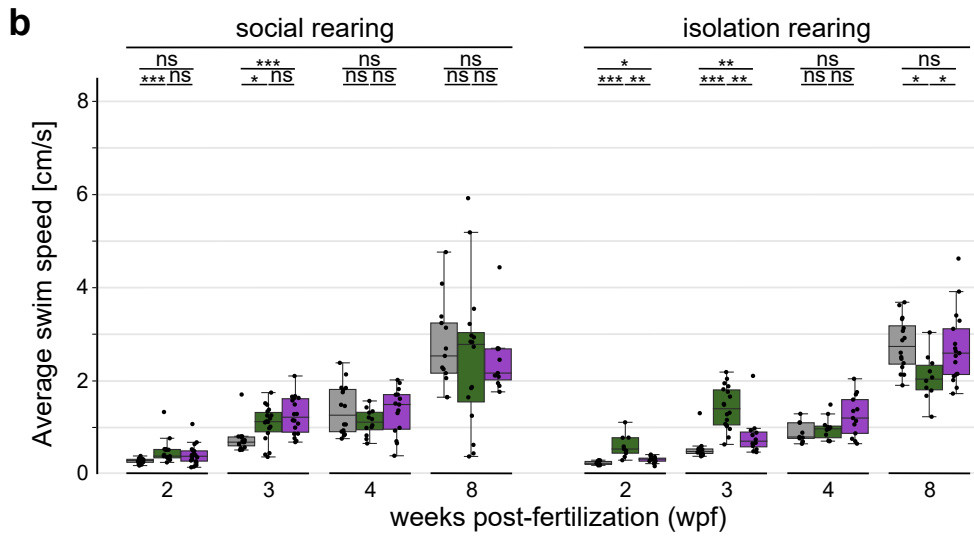 b
social rearing isolation rearing
ns *** ns ns * ** ns ns
*** ns * ns ns ns ns ns *** ** *** ** ns ns * *
8
6
4
2
0
Average swim speed [cm/s]
2 3 4 8 2 3 4 8
weeks post-fertilization (wpf)